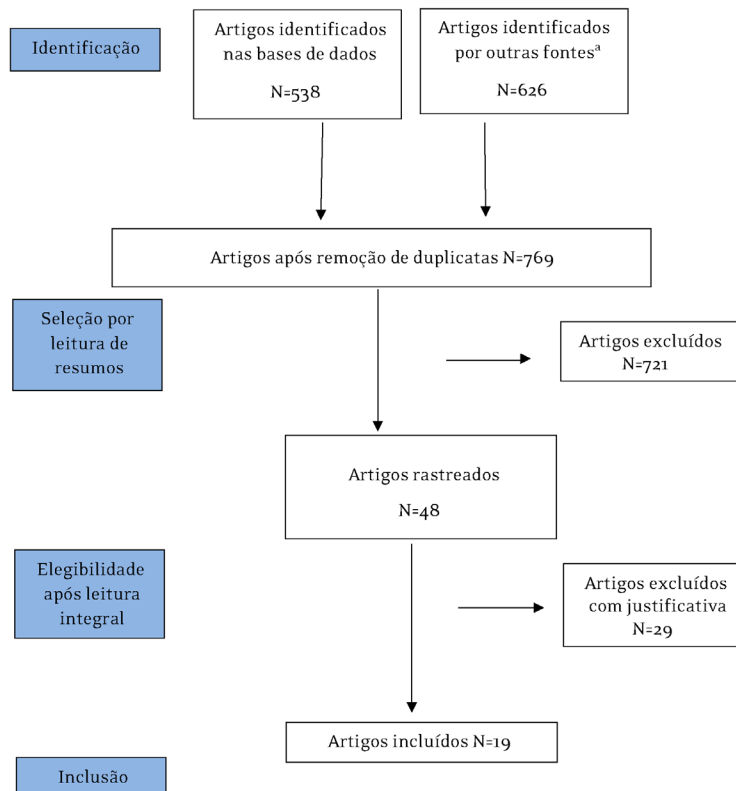 Identificação
Artigos identificados
nas bases de dados
N=538
Artigos identificados
por outras fontesª
N=626
Artigos após remoção de duplicatas N=769
Seleção por
leitura de
resumos
Artigos excluídos
N=721
Artigos rastreados
N=48
Elegibilidade
após leitura
integral
Artigos excluídos
com justificativa
N=29
Artigos incluídos N=19
Inclusão